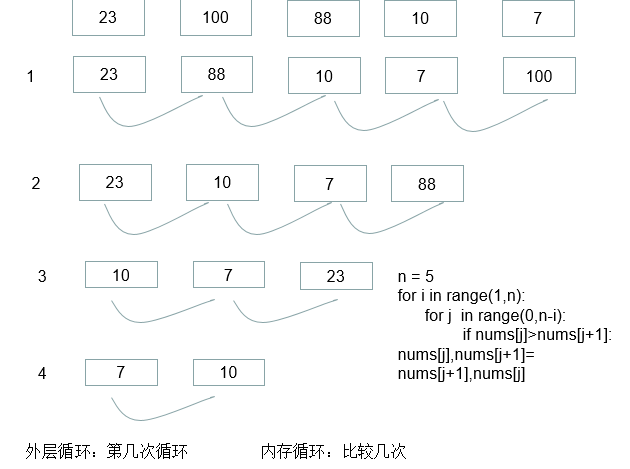 23 100 88 10 7
1 23 88 10 7 100
2 23 10 7 88
3 10 7 23
n = 5
for i in range(1,n):
for j in range(0,n-i):
if nums[j]>nums[j+1]:
nums[j],nums[j+1]=
nums[j+1],nums[j]
4 7 10
外层循环：第几次循环 内存循环：比较几次